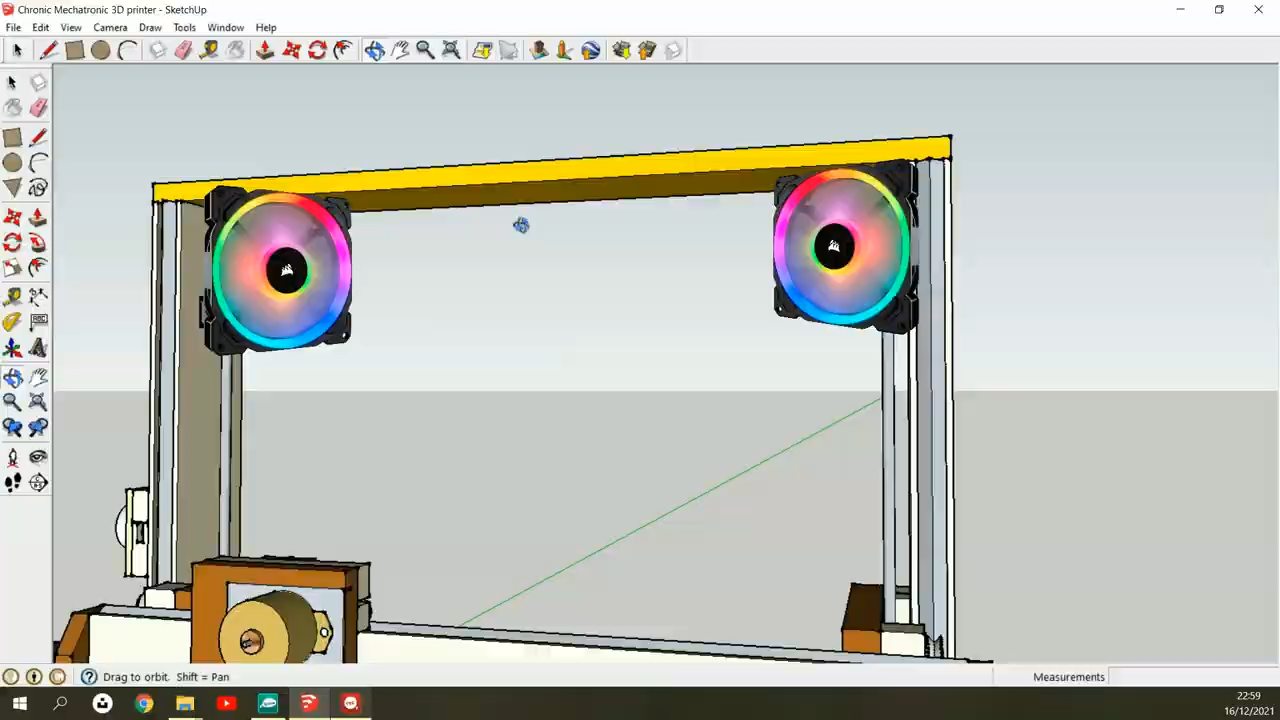 Chronic Mechatronic 3D printer - SketchUp
File Edit View Camera Draw Tools Window Help
Drag to orbit. Shift = Pan
Measurements
22:59
16/12/2021